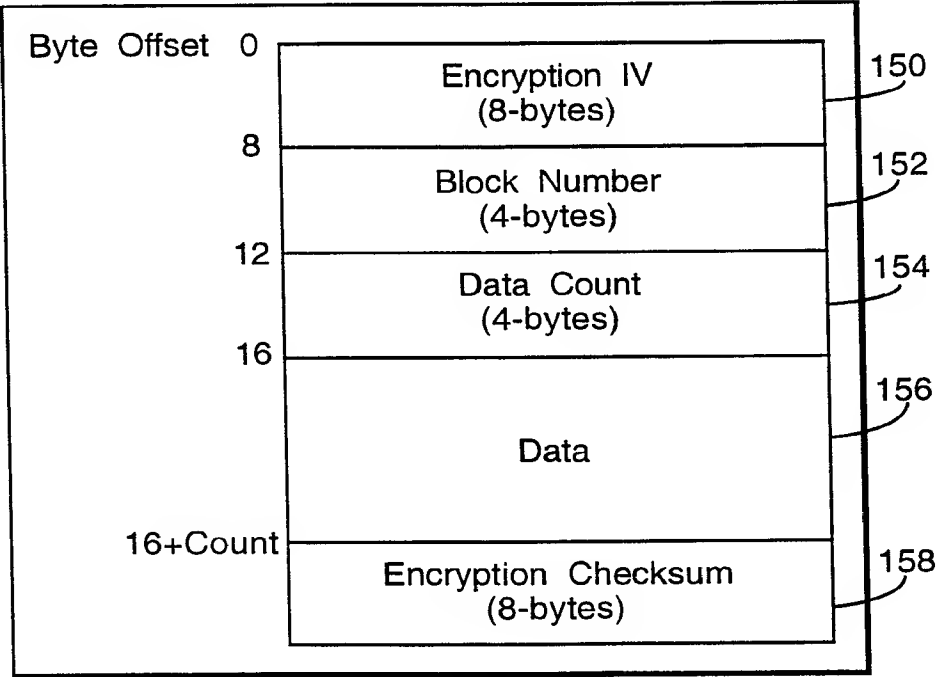 Byte Offset 0
Encryption IV
(8-bytes)
150
8
Block Number
(4-bytes)
152
12
Data Count
(4-bytes)
154
16
156
Data
16+Count
Encryption Checksum
(8-bytes)
158